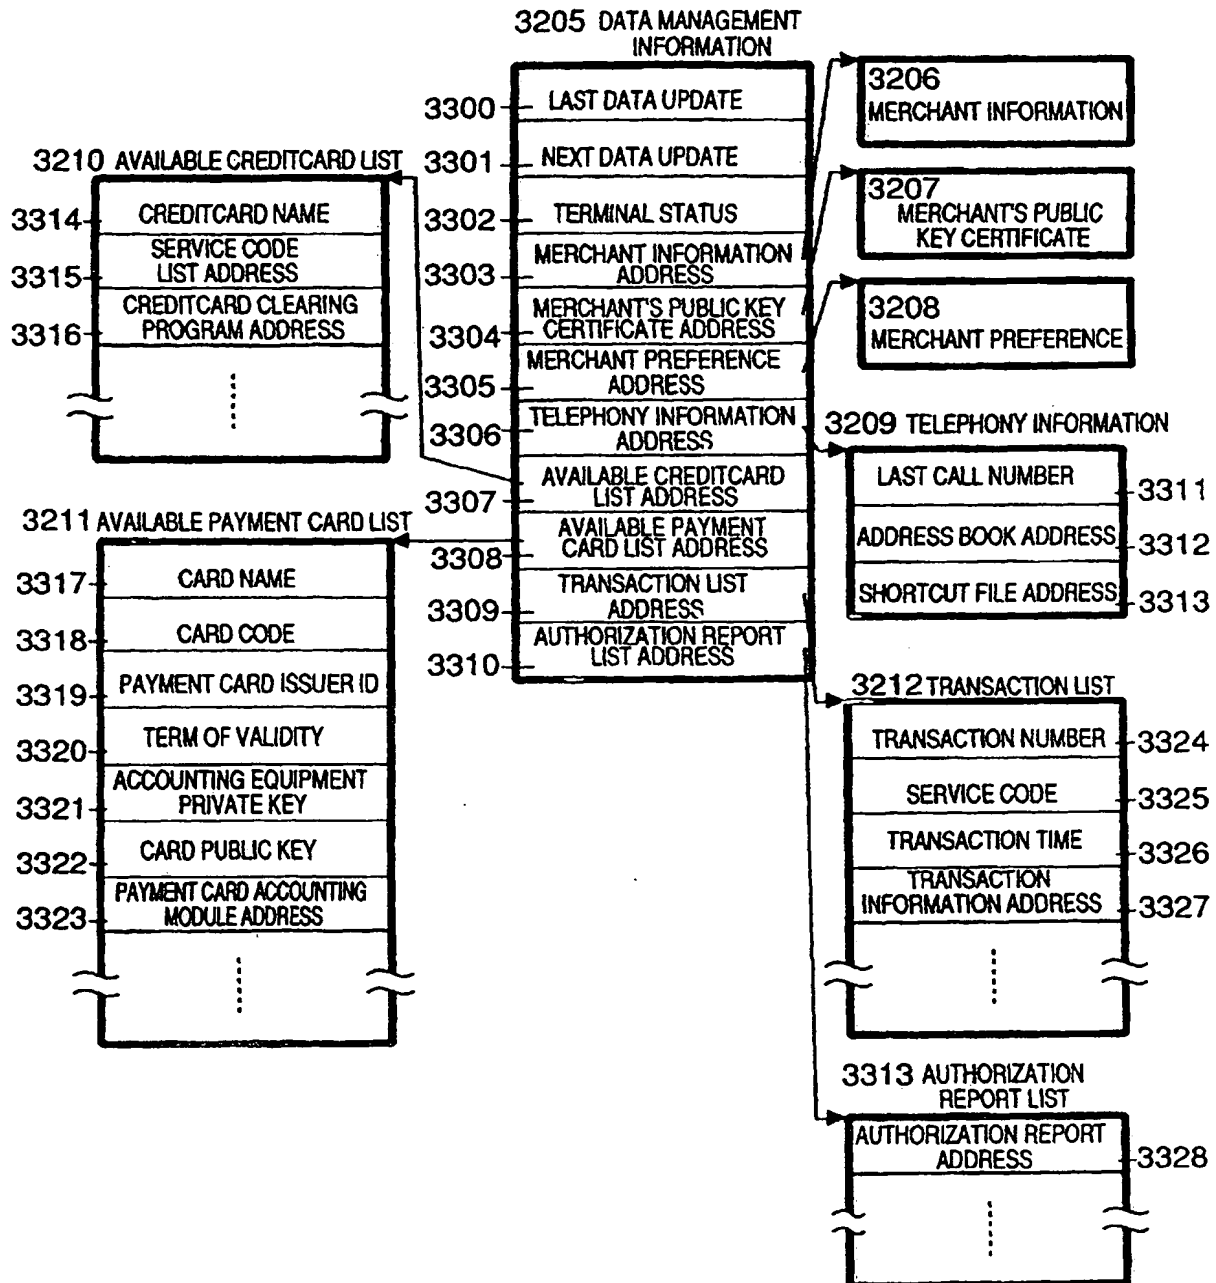 3205 DATA MANAGEMENT
INFORMATION
3300 LAST DATA UPDATE
3301 NEXT DATA UPDATE
3302 TERMINAL STATUS
3303 MERCHANT INFORMATION
ADDRESS
3304 MERCHANT'S PUBLIC KEY
CERTIFICATE ADDRESS
3305 MERCHANT PREFERENCE
ADDRESS
3306 TELEPHONY INFORMATION
ADDRESS
3307 AVAILABLE CREDITCARD
LIST ADDRESS
3308 AVAILABLE PAYMENT
CARD LIST ADDRESS
3309 TRANSACTION LIST
ADDRESS
3310 AUTHORIZATION REPORT
LIST ADDRESS
3210 AVAILABLE CREDITCARD LIST
3314 CREDITCARD NAME
3315 SERVICE CODE
LIST ADDRESS
3316 CREDITCARD CLEARING
PROGRAM ADDRESS
3211 AVAILABLE PAYMENT CARD LIST
3317 CARD NAME
3318 CARD CODE
3319 PAYMENT CARD ISSUER ID
3320 TERM OF VALIDITY
3321 ACCOUNTING EQUIPMENT
PRIVATE KEY
3322 CARD PUBLIC KEY
3323 PAYMENT CARD ACCOUNTING
MODULE ADDRESS
3206
MERCHANT INFORMATION
3207
MERCHANT'S PUBLIC
KEY CERTIFICATE
3208
MERCHANT PREFERENCE
3209 TELEPHONY INFORMATION
LAST CALL NUMBER 3311
ADDRESS BOOK ADDRESS 3312
SHORTCUT FILE ADDRESS 3313
3212 TRANSACTION LIST
TRANSACTION NUMBER 3324
SERVICE CODE 3325
TRANSACTION TIME 3326
TRANSACTION
INFORMATION ADDRESS 3327
3313 AUTHORIZATION
REPORT LIST
AUTHORIZATION REPORT
ADDRESS 3328